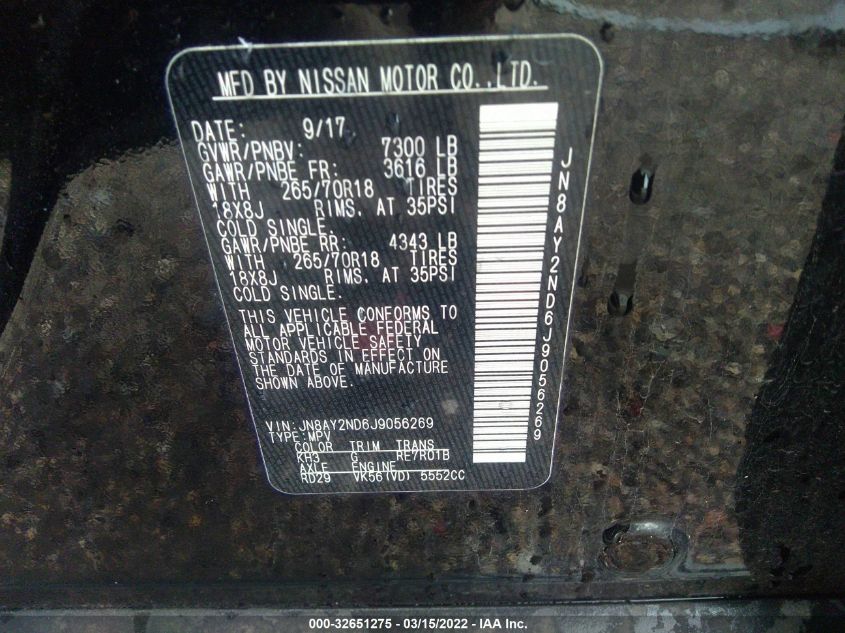 MFD BY NISSAN MOTOR CO.,LTD.
DATE: 9/17
GVWR/PNBV: 7300 LB
GAWR/PNBE FR: 3616 LB
WITH 265/70R18 TIRES
18X8J RIMS. AT 35PSI
COLD SINGLE.
GAWR/PNBE RR: 4343 LB
WITH 265/70R18 TIRES
18X8J RIMS. AT 35PSI
COLD SINGLE.
THIS VEHICLE CONFORMS TO
ALL APPLICABLE FEDERAL
MOTOR VEHICLE SAFETY
STANDARDS IN EFFECT ON
THE DATE OF MANUFACTURE
SHOWN ABOVE.
VIN: JN8AY2ND6J9056269
TYPE: MPV
COLOR TRIM TRANS
KH3 G RE7R01B
AXLE ENGINE
RD29 VK56(VD) 5552CC
JN8AY2ND6J9056269
000-32651275 - 03/15/2022 - IAA Inc.